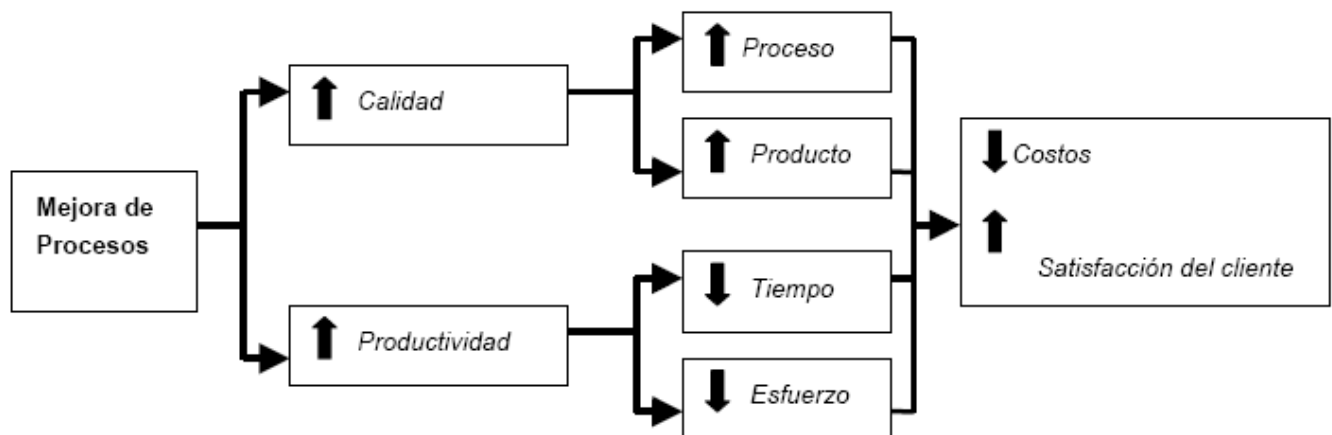 Mejora de
Procesos
Calidad
Productividad
Proceso
Producto
Tiempo
Esfuerzo
Costos
Satisfacción del cliente